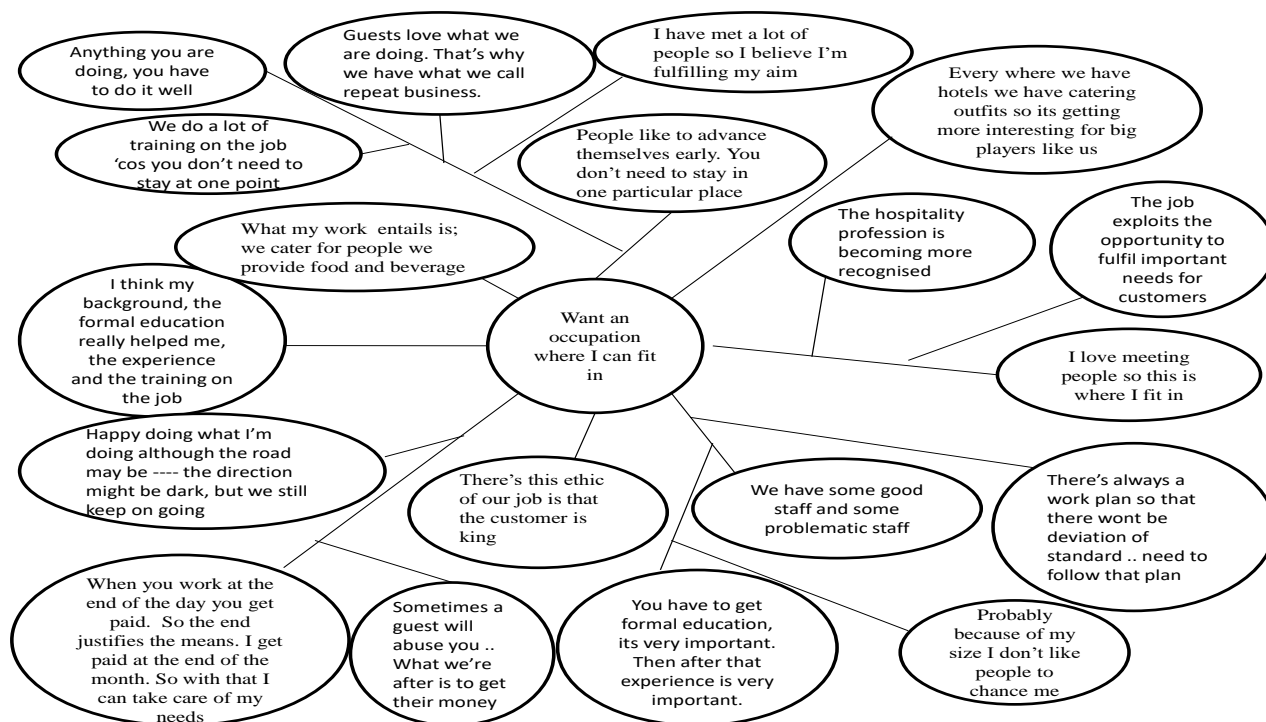 Anything you are
doing, you have
to do it well
Guests love what we
are doing. That’s why
we have what we call
repeat business.
I have met a lot of
people so I believe I’m
fulfilling my aim
Every where we have
hotels we have catering
outfits so its getting
more interesting for big
players like us
We do a lot of
training on the job
‘cos you don’t need to
stay at one point
People like to advance
themselves early. You
don’t need to stay in
one particular place
What my work entails is;
we cater for people we
provide food and beverage
The hospitality
profession is
becoming more
recognised
The job
exploits the
opportunity to
fulfil important
needs for
customers
I think my
background, the
formal education
really helped me,
the experience
and the training on
the job
Want an
occupation
where I can fit
in
I love meeting
people so this is
where I fit in
Happy doing what I’m
doing although the road
may be ---- the direction
might be dark, but we still
keep on going
There’s this ethic
of our job is that
the customer is
king
We have some good
staff and some
problematic staff
There’s always a
work plan so that
there wont be
deviation of
standard .. need to
follow that plan
When you work at the
end of the day you get
paid. So the end
justifies the means. I get
paid at the end of the
month. So with that I
can take care of my
needs
Sometimes a
guest will
abuse you ..
What we’re
after is to get
their money
You have to get
formal education,
its very important.
Then after that
experience is very
important.
Probably
because of my
size I don’t like
people to
chance me